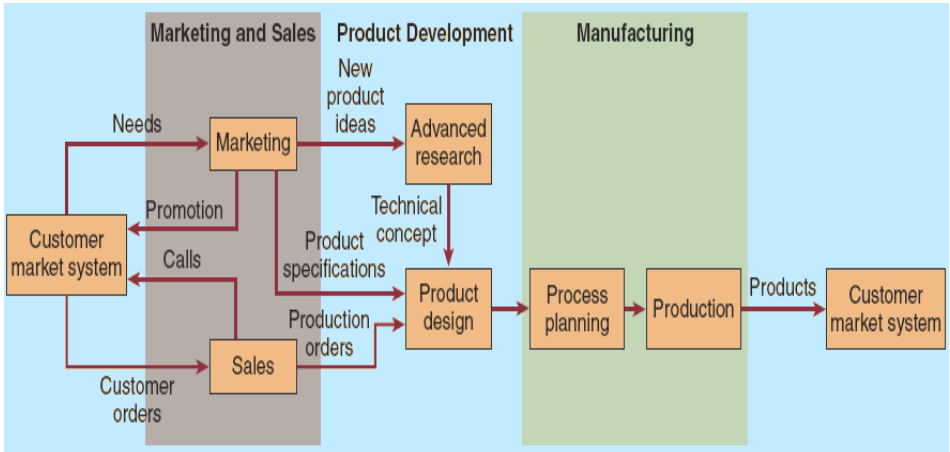 Marketing and Sales
Product Development
Manufacturing
New
product
ideas
Needs
Marketing
Advanced
research
Promotion
Technical
concept
Customer
market system
Calls
Product
specifications
Product
design
Process
planning
Production
Products
Customer
market system
Production
orders
Sales
Customer
orders